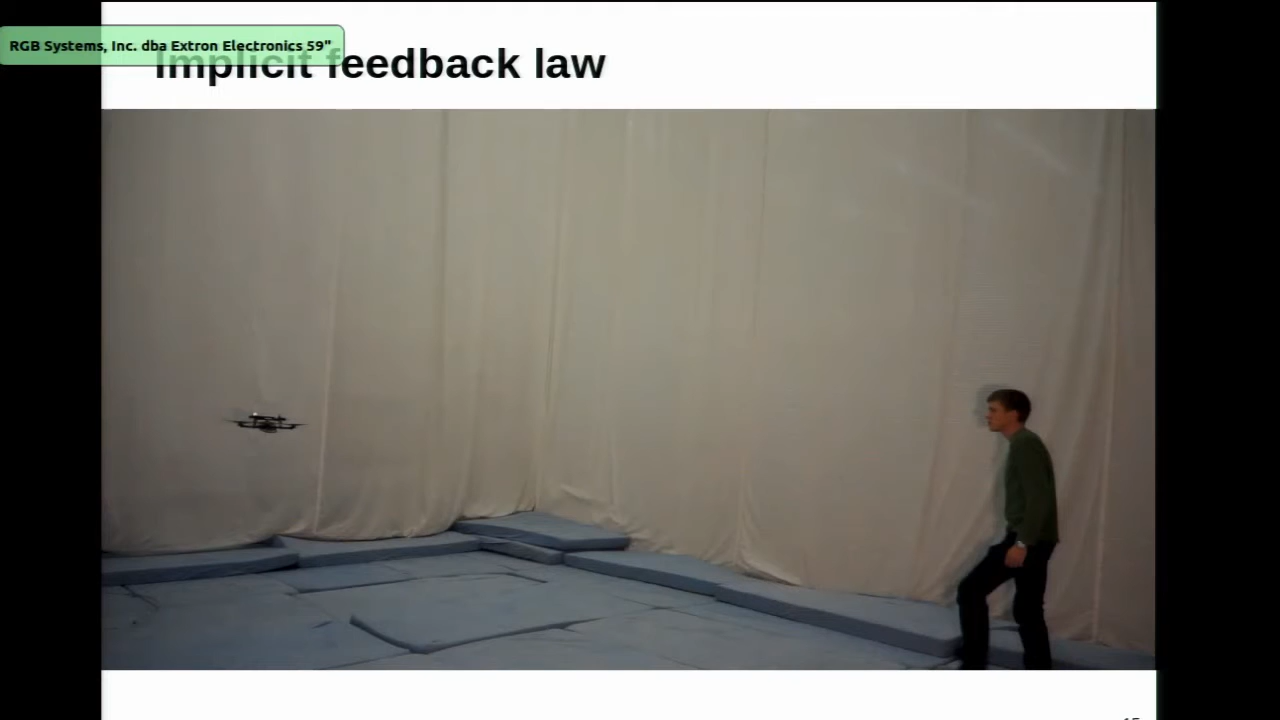 RGB Systems, Inc. dba Extron Electronics 59"
Implicit feedback law